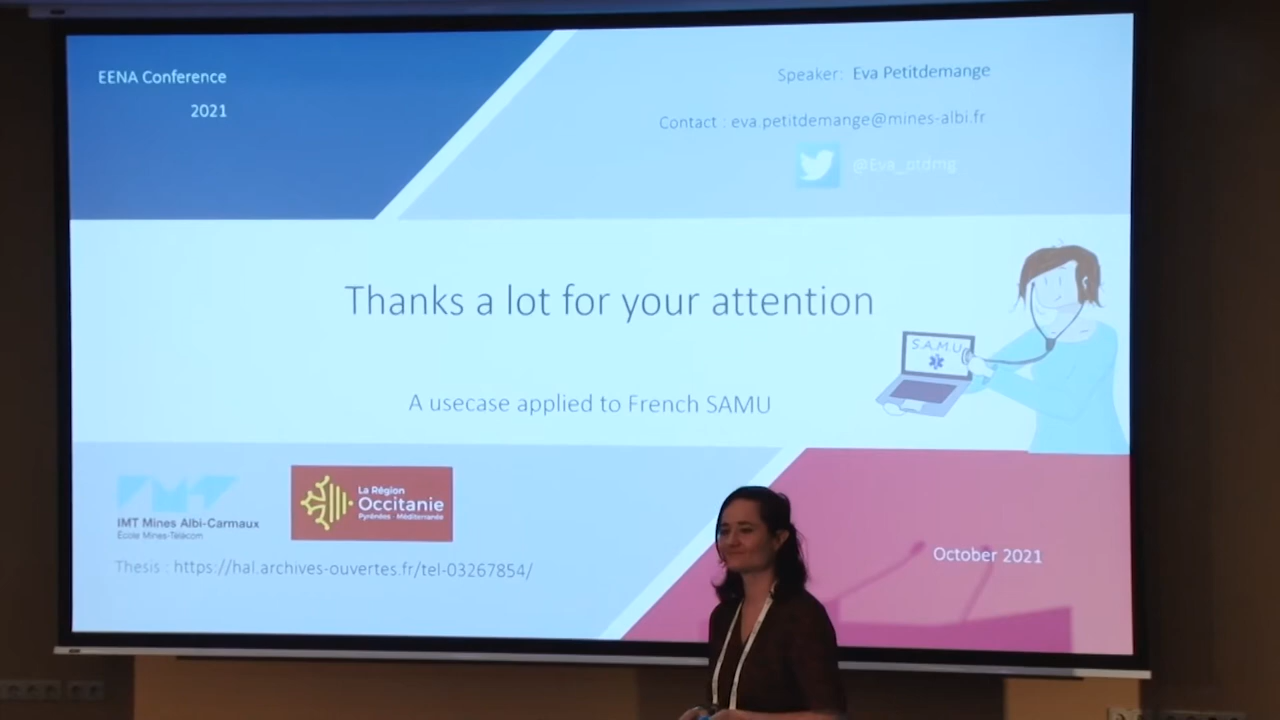 EENA Conference
2021
Speaker: Eva Petitdemange
Contact : eva.petitdemange@mines-albi.fr
@Eva_ptdmg
Thanks a lot for your attention
S.A.M.U
A usecase applied to French SAMU
IMT Mines Albi-Carmaux
École Mines-Télécom
La Région
Occitanie
Pyrénées - Méditerranée
Thesis : https://hal.archives-ouvertes.fr/tel-03267854/
October 2021